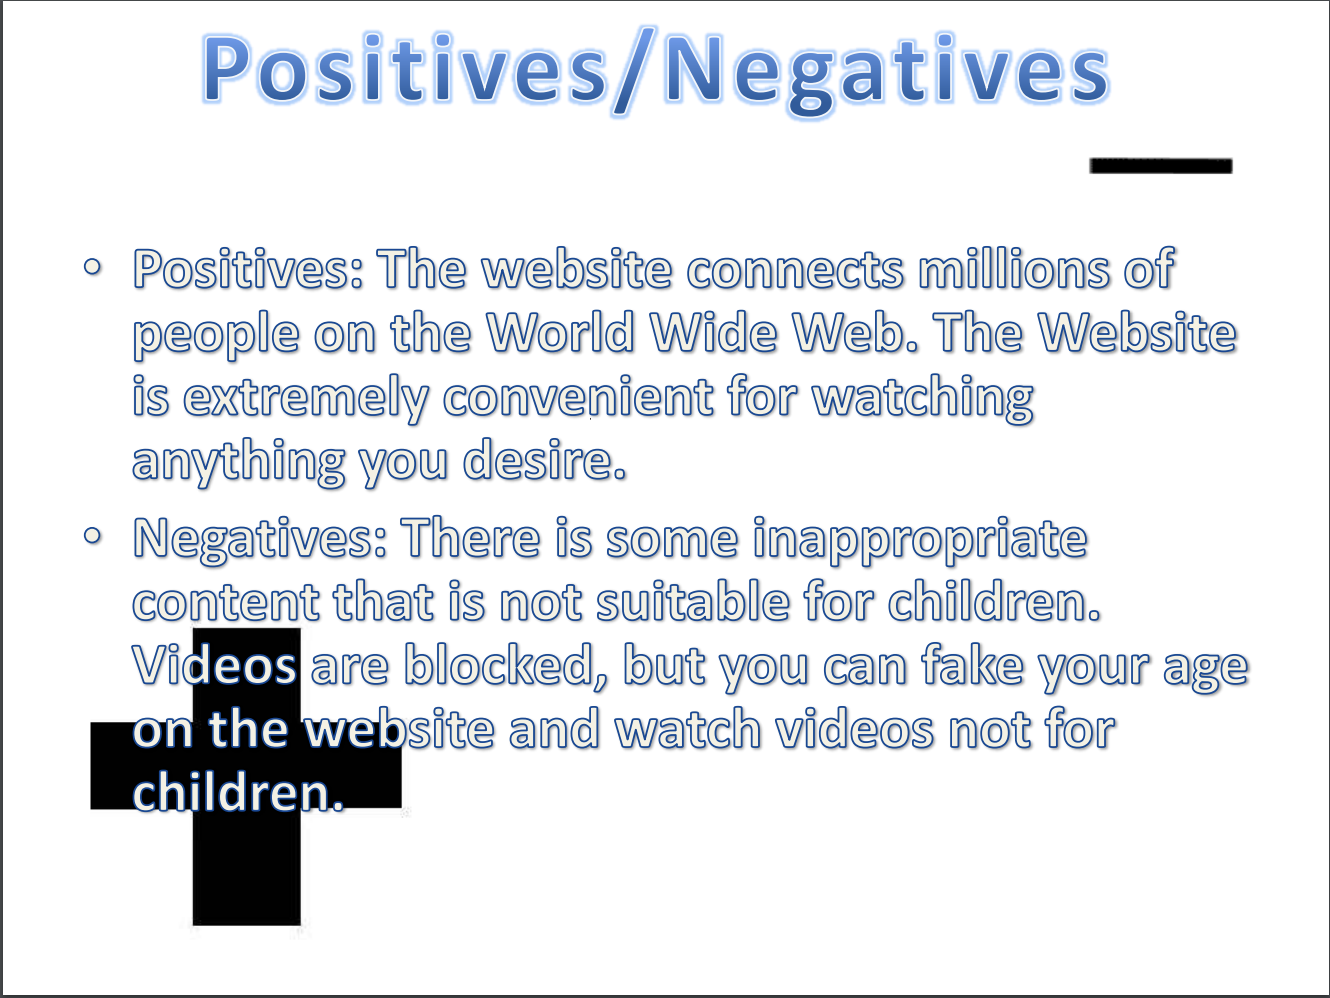 Positives/Negatives
• Positives: The website connects millions of
people on the World Wide Web. The Website
is extremely convenient for watching
anything you desire.
• Negatives: There is some inappropriate
content that is not suitable for children.
Videos are blocked, but you can fake your age
on the website and watch videos not for
children.